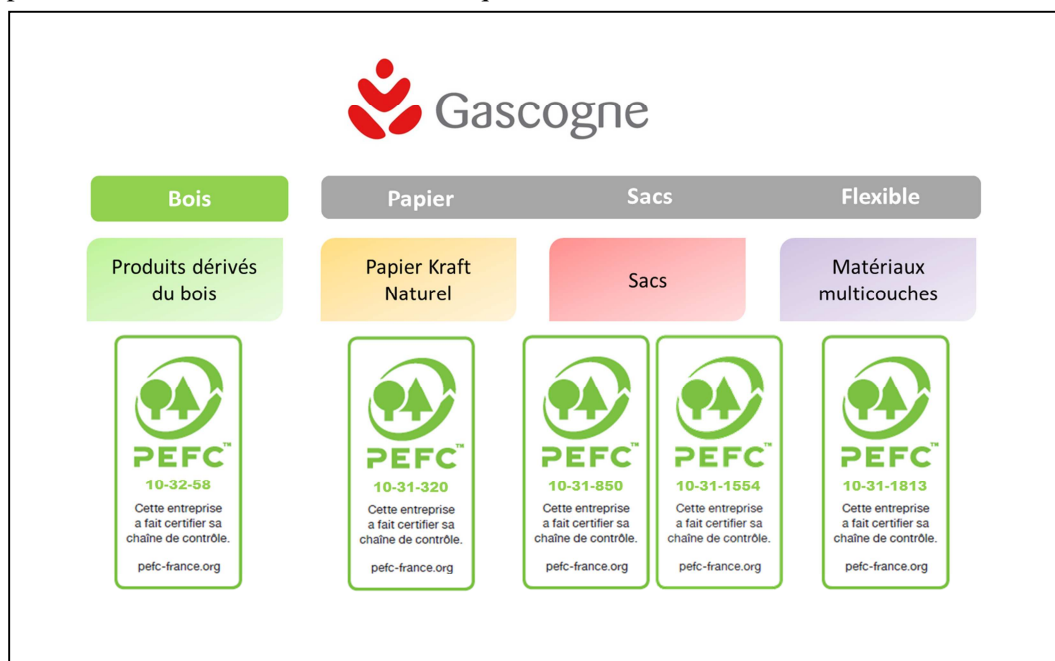 Gascogne
Bois
Papier
Sacs
Flexible
Produits dérivés
du bois
Papier Kraft
Naturel
Sacs
Matériaux
multicouches
PEFC™
10-32-58
Cette entreprise
a fait certifier sa
chaîne de contrôle.
pefc-france.org
PEFC™
10-31-320
Cette entreprise
a fait certifier sa
chaîne de contrôle.
pefc-france.org
PEFC™
10-31-850
Cette entreprise
a fait certifier sa
chaîne de contrôle.
pefc-france.org
PEFC™
10-31-1554
Cette entreprise
a fait certifier sa
chaîne de contrôle.
pefc-france.org
PEFC™
10-31-1813
Cette entreprise
a fait certifier sa
chaîne de contrôle.
pefc-france.org